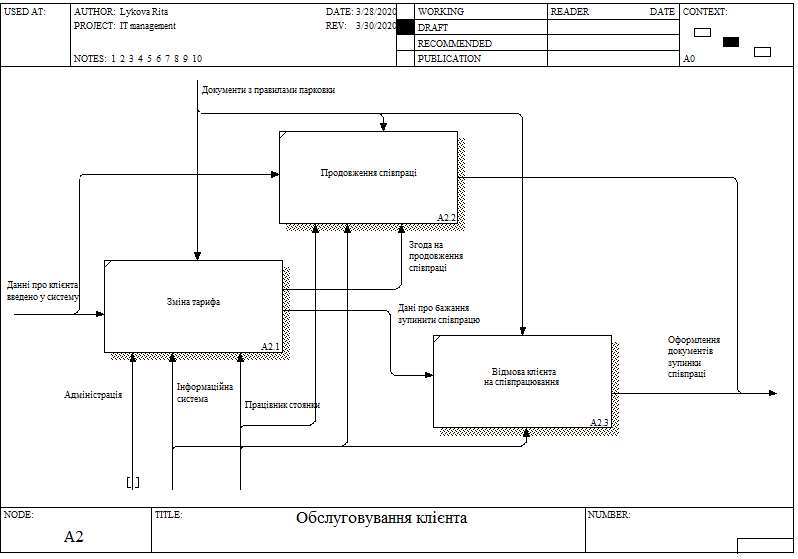 USED AT:
AUTHOR: Lykova Rita
DATE: 3/28/2020
PROJECT: IT management
REV: 3/30/2020
NOTES: 1 2 3 4 5 6 7 8 9 10
WORKING
DRAFT
RECOMMENDED
PUBLICATION
READER
DATE
CONTEXT:
A0
Документи з правилами парковки
Продовження співпраці
A2.2
Згода на
продовження
співпраці
Данні про клієнта
введено у систему
Зміна тарифа
A2.1
Дані про бажання
зупинити співпрацю
Відмова клієнта
на співпрацювання
A2.3
Оформлення
документів
зупинки
співпраці
Адміністрація
Інформаційна
система
Працівник стоянки
NODE:
A2
TITLE:
Обслуговування клієнта
NUMBER: